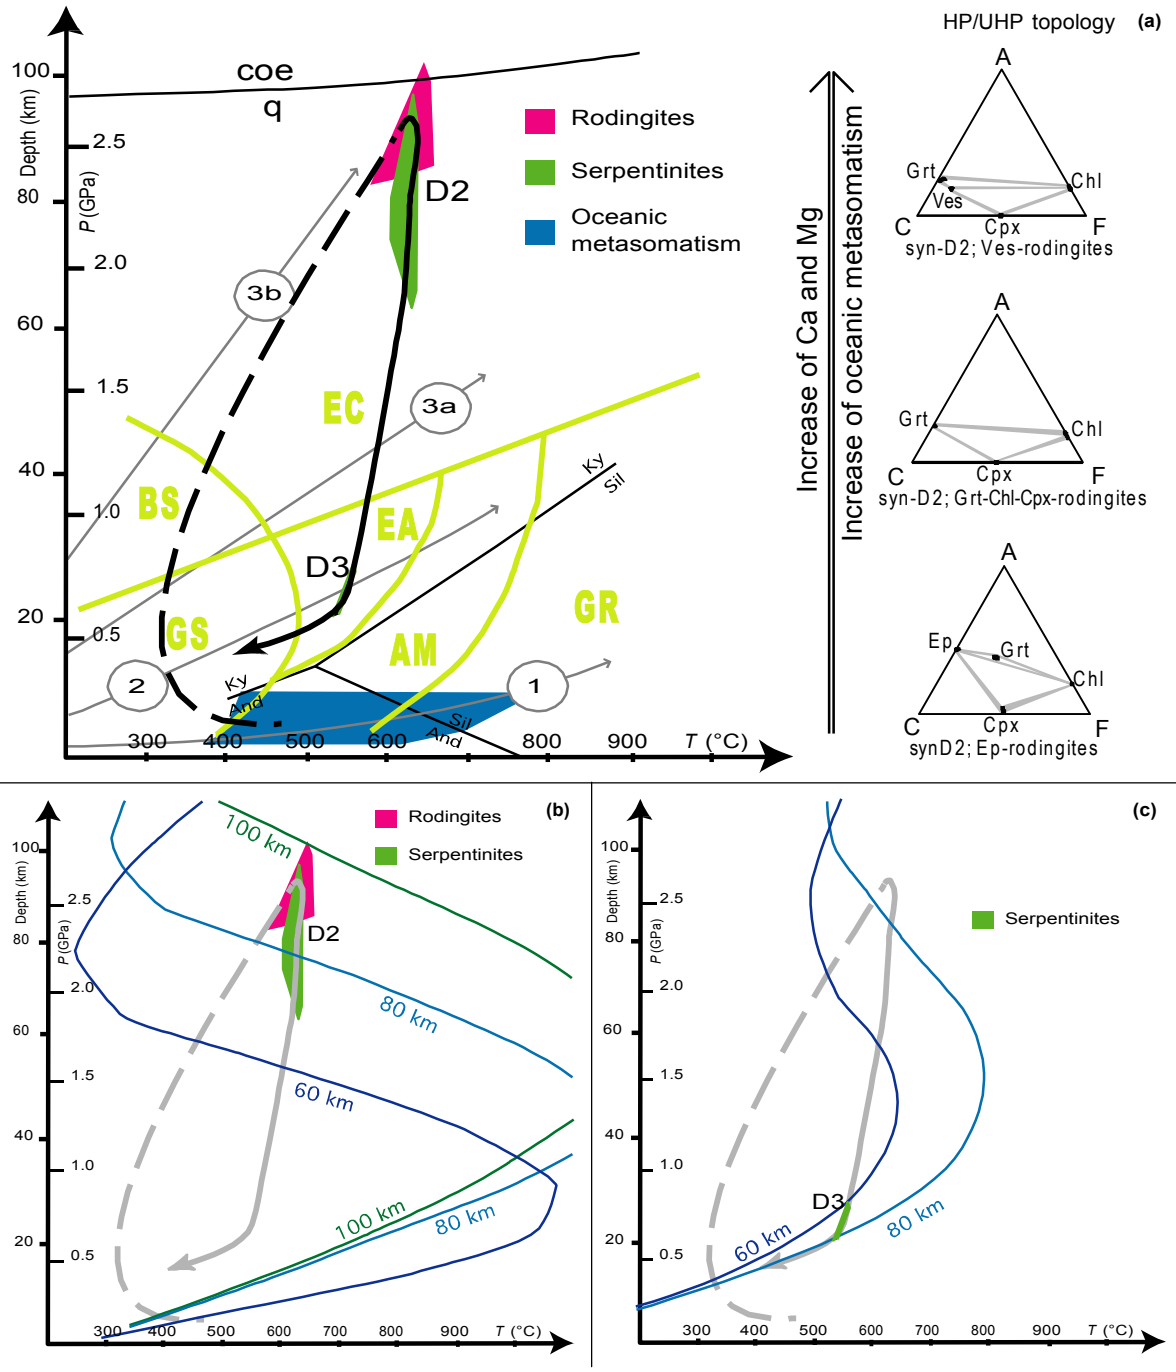 HP/UHP topology
(a)
100
80
60
40
20
Depth (km)
P (GPa)
2.5
2.0
1.5
1.0
0.5
coe
q
Rodingites
Serpentinites
Oceanic
metasomatism
D2
3b
3a
EC
BS
EA
D3
GS
AM
GR
2
1
Ky
Sil
Ky
And
Sil
And
300
400
500
600
800
900
T (°C)
Increase of Ca and Mg
Increase of oceanic metasomatism
A
Grt
Ves
Chl
C
Cpx
F
syn-D2; Ves-rodingites
A
Grt
Chl
C
Cpx
F
syn-D2; Grt-Chl-Cpx-rodingites
A
Ep
Grt
Chl
C
Cpx
F
synD2; Ep-rodingites
(b)
Rodingites
Serpentinites
100
80
60
40
20
Depth (km)
P (GPa)
2.5
2.0
1.5
1.0
0.5
100 km
D2
80 km
60 km
100 km
80 km
300
400
500
600
700
800
900
T (°C)
(c)
Serpentinites
100
80
60
40
20
Depth (km)
P (GPa)
2.5
2.0
1.5
1.0
0.5
D3
60 km
80 km
300
400
500
600
700
800
900
T (°C)